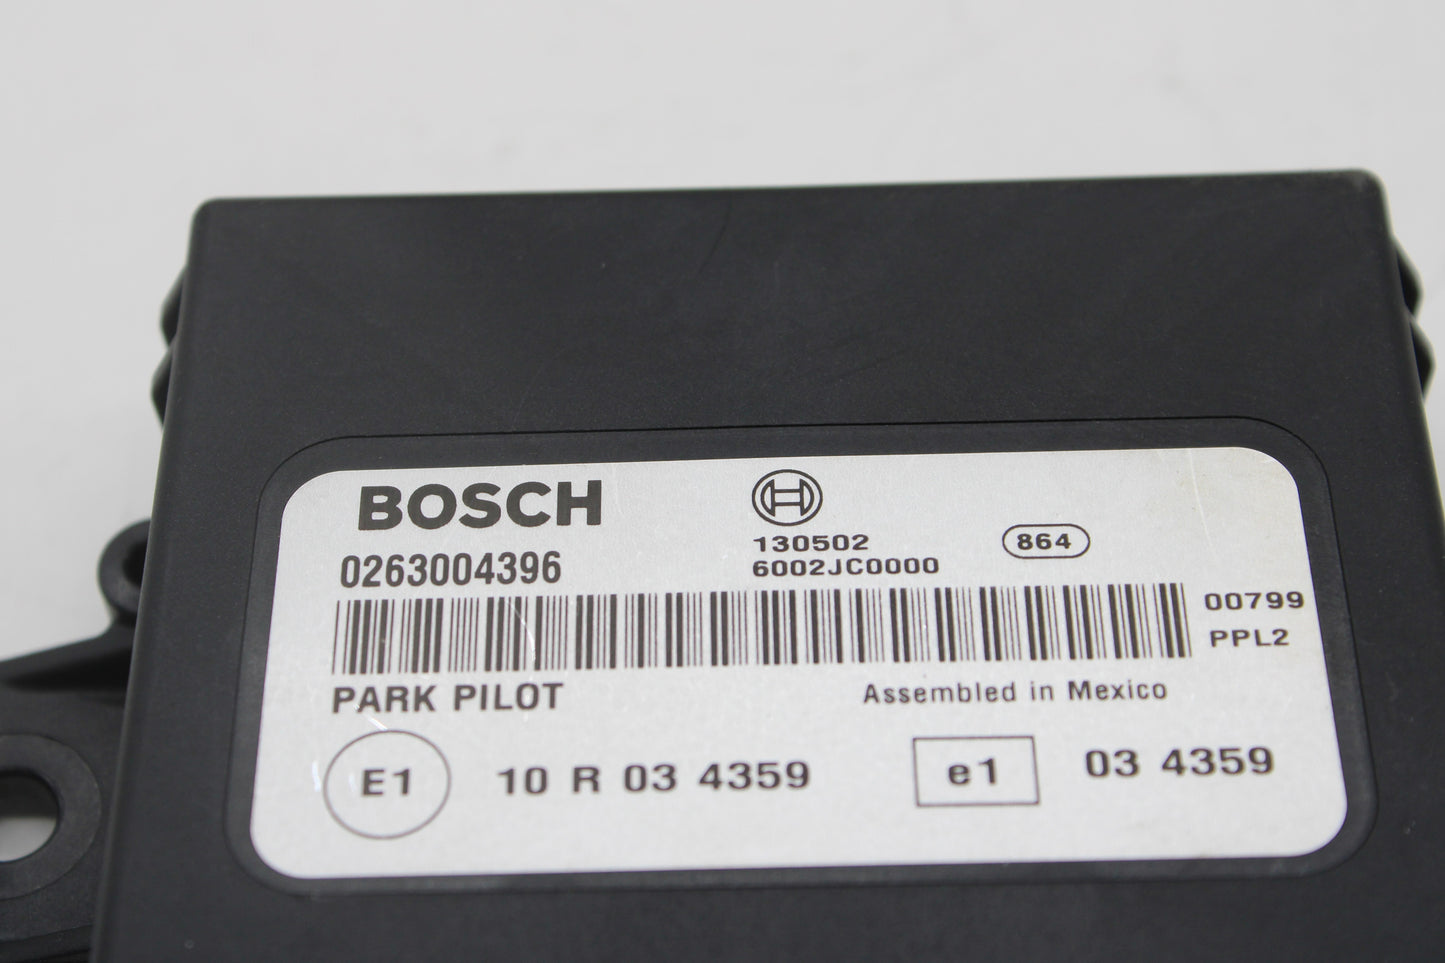 BOSCH
0263004396
130502
6002JC0000
864
00799
PPL2
PARK PILOT
Assembled in Mexico
E1 10 R 03 4359
e1 03 4359